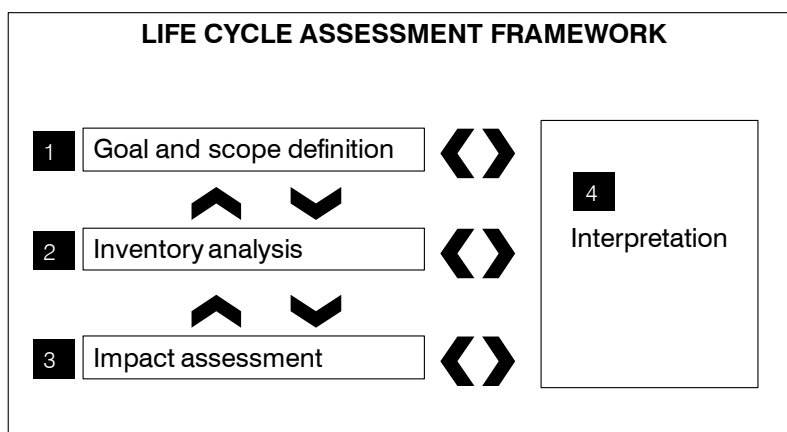 LIFE CYCLE ASSESSMENT FRAMEWORK
1 Goal and scope definition
2 Inventory analysis
3 Impact assessment
4
Interpretation